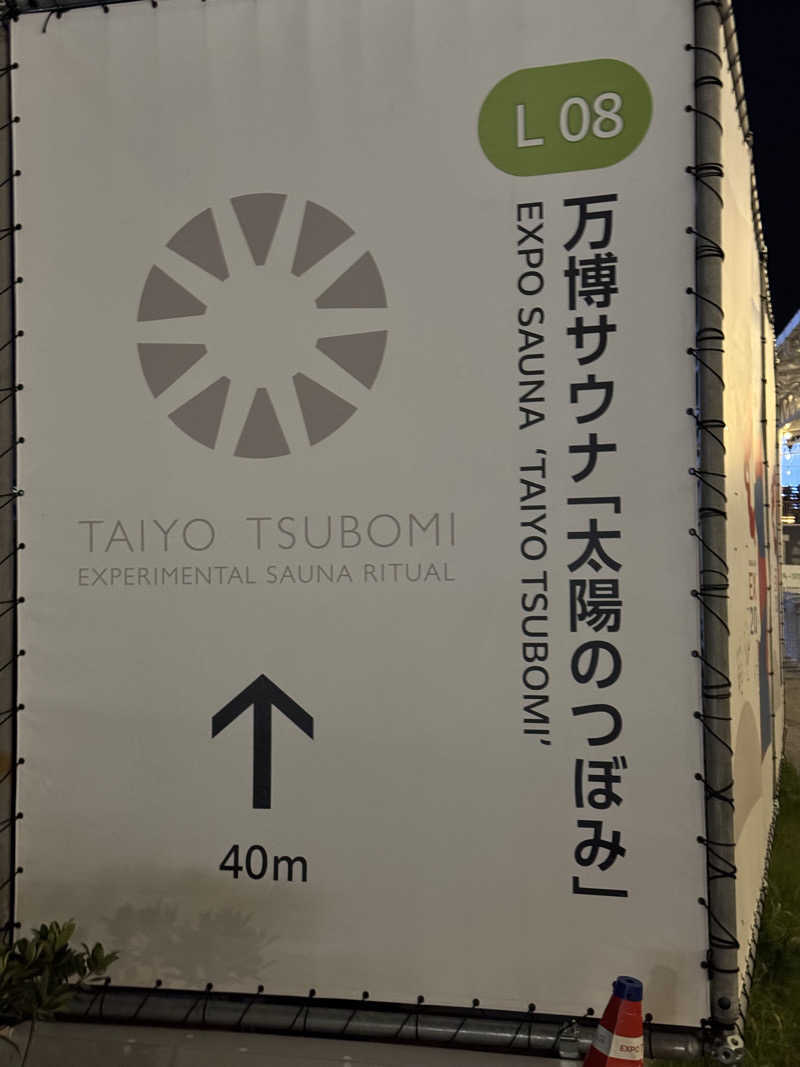 L 08
万博サウナ「太陽のつぼみ」
EXPO SAUNA ‘TAIYO TSUBOMI’
TAIYO TSUBOMI
EXPERIMENTAL SAUNA RITUAL
40m
EXPO